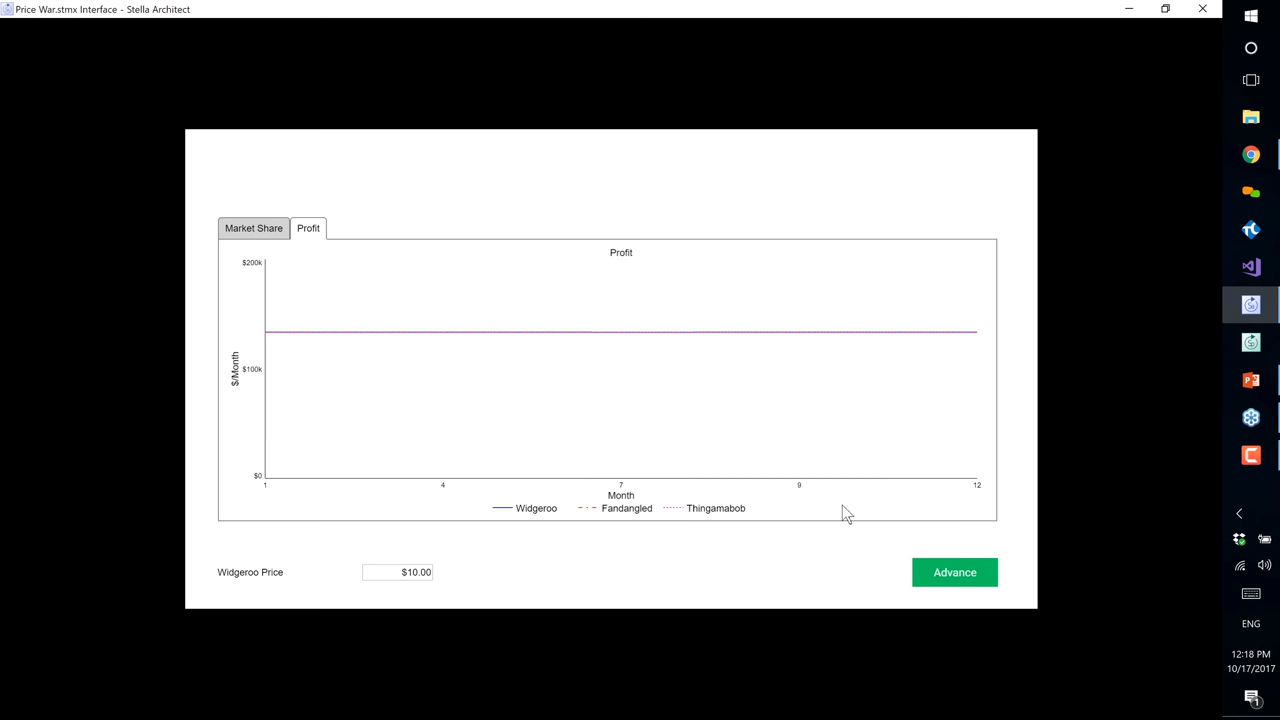 Price War.stmx Interface - Stella Architect
Market Share
Profit
Profit
$200k
$100k
$0
$/Month
1
4
7
9
12
Month
Widgeroo
Fandangled
Thingamabob
Widgeroo Price
$10.00
Advance
ENG
12:18 PM
10/17/2017
1